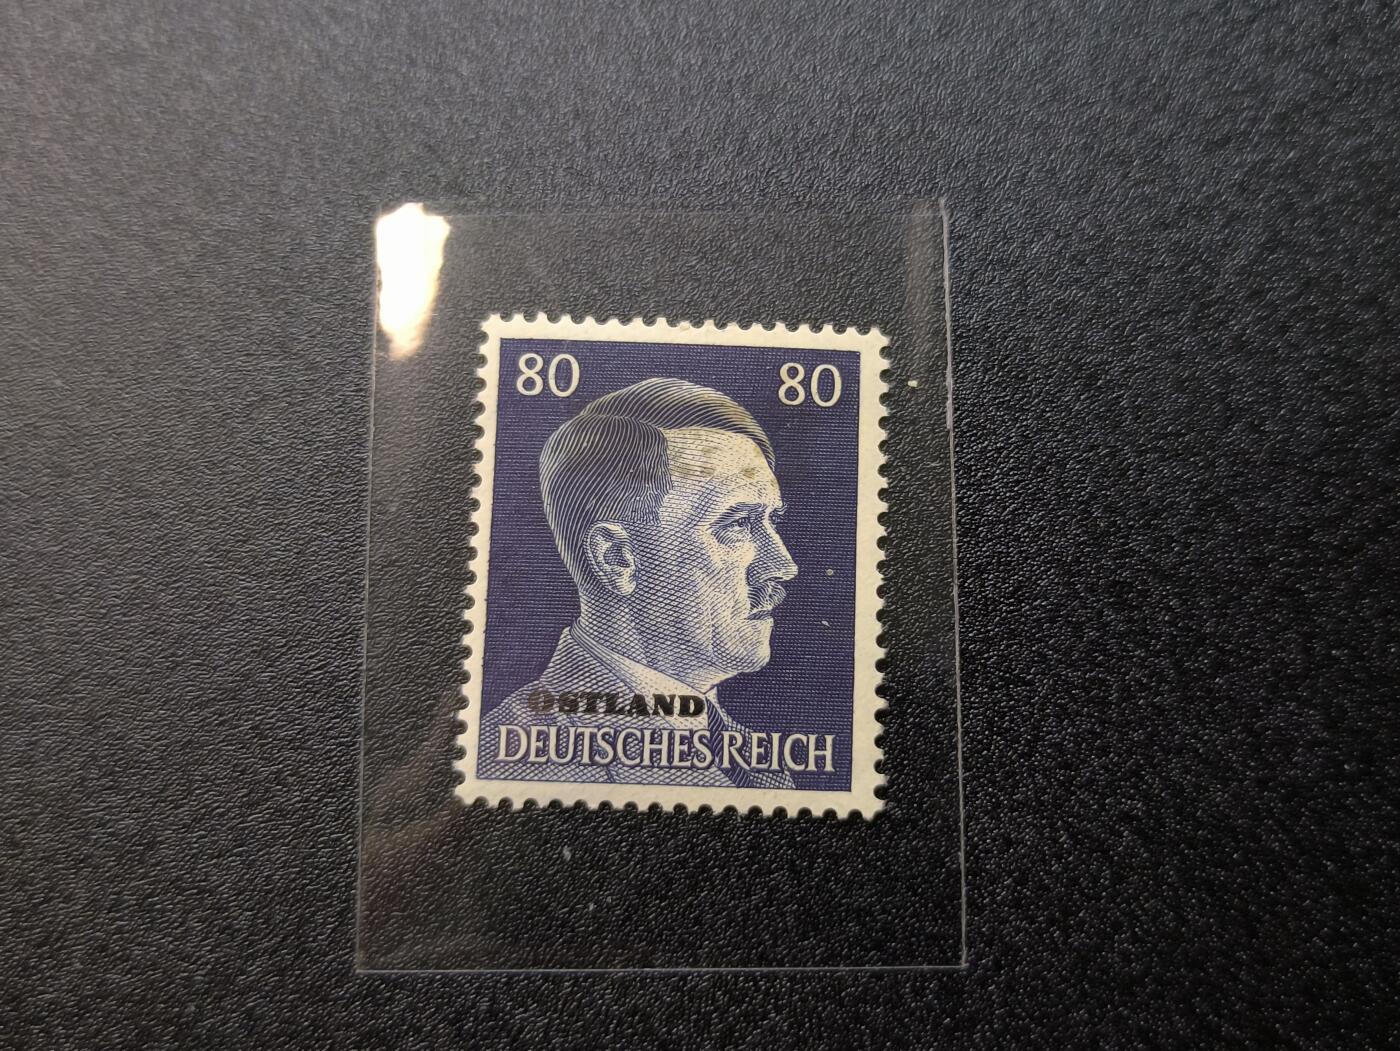 80 80
OSTLAND
DEUTSCHES REICH